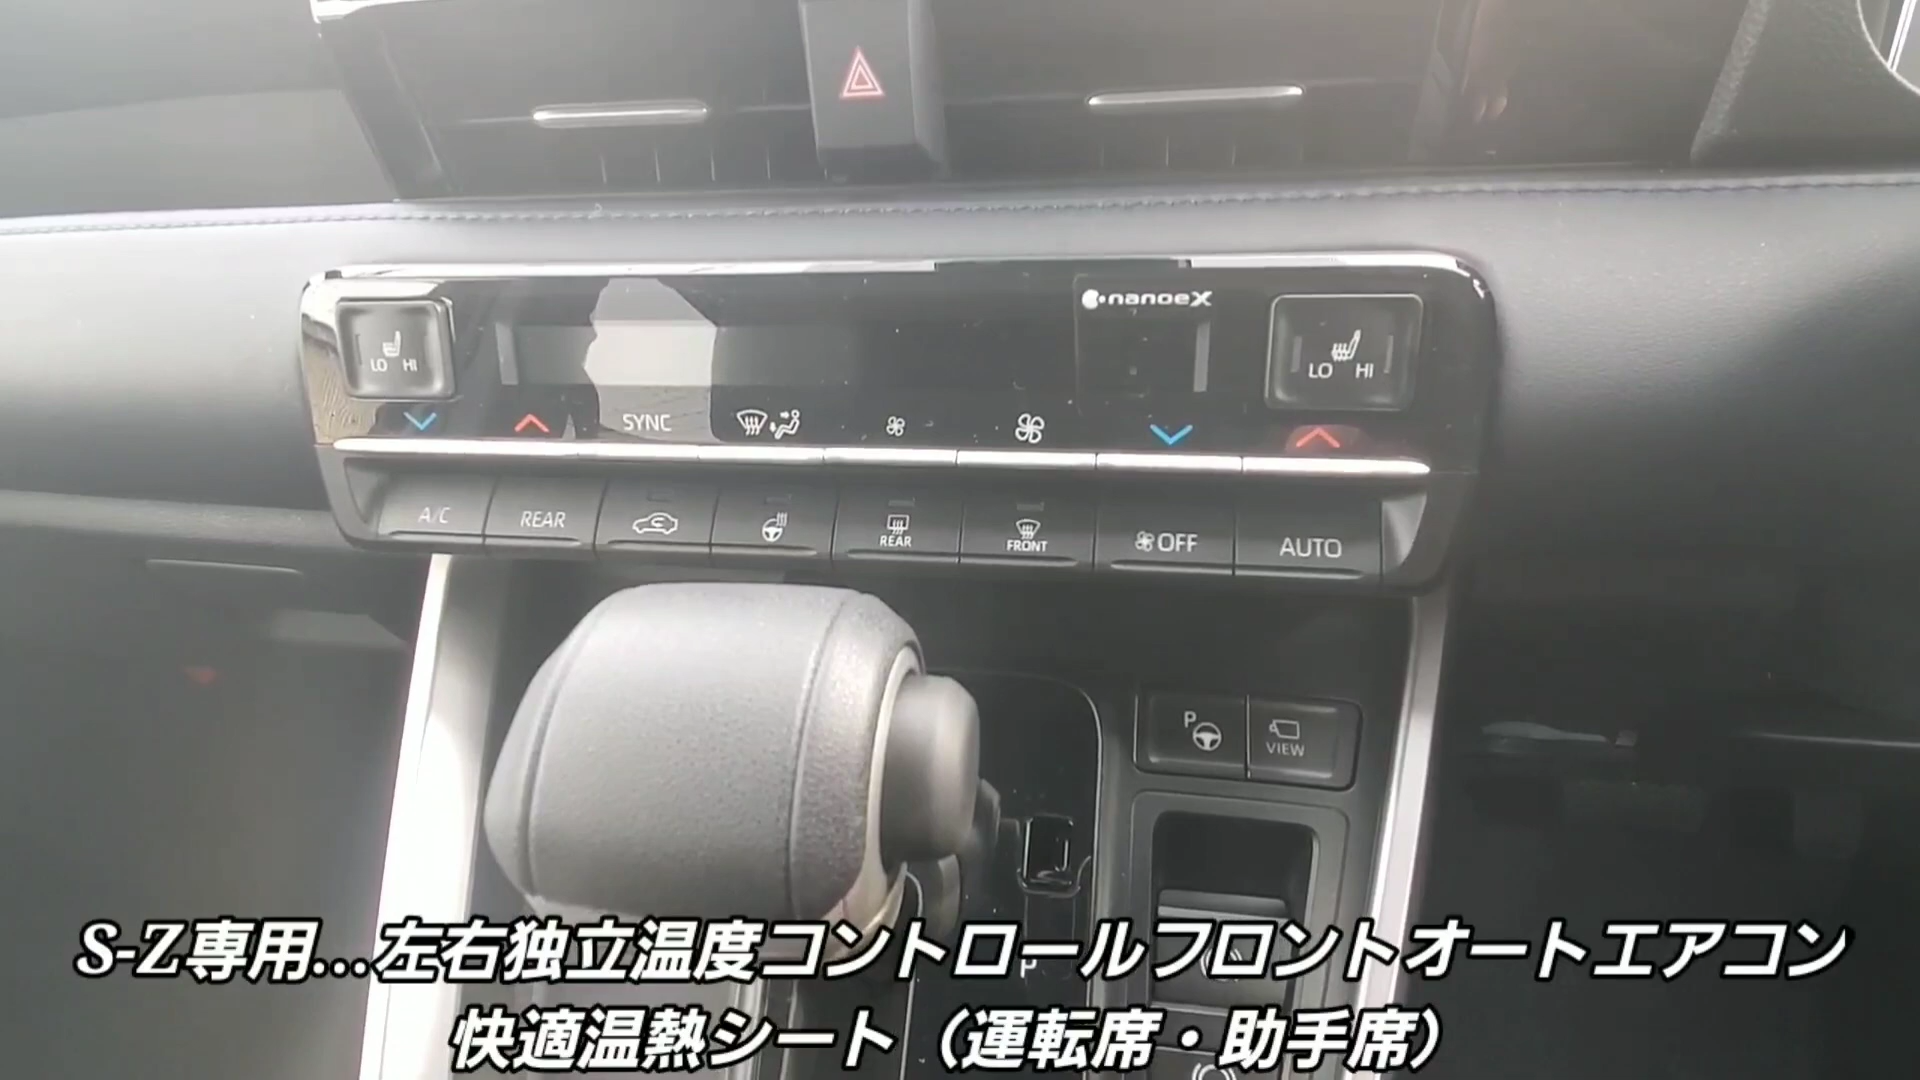 nanoeX
LO HI
LO HI
SYNC
A/C
REAR
REAR
FRONT
OFF
AUTO
P
VIEW
P
S-Z専用...左右独立温度コントロールフロントオートエアコン
快適温熱シート（運転席・助手席）